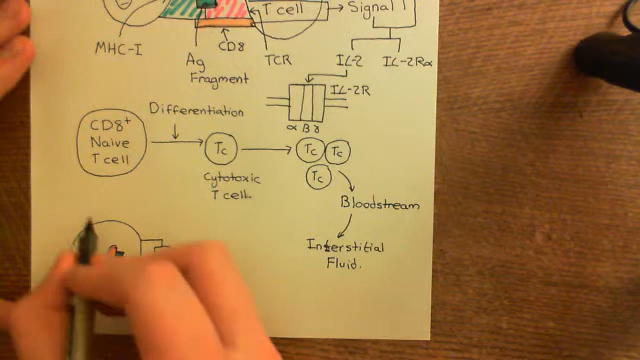 T cell
Signal
MHC-I
CD8
Ag
Fragment
TCR
IL-2
IL-2Rα
IL-2R
α β γ
Differentiation
CD8+
Naive
T cell
Tc
Cytotoxic
T cell
Tc
Tc
Tc
Bloodstream
Interstitial
Fluid.